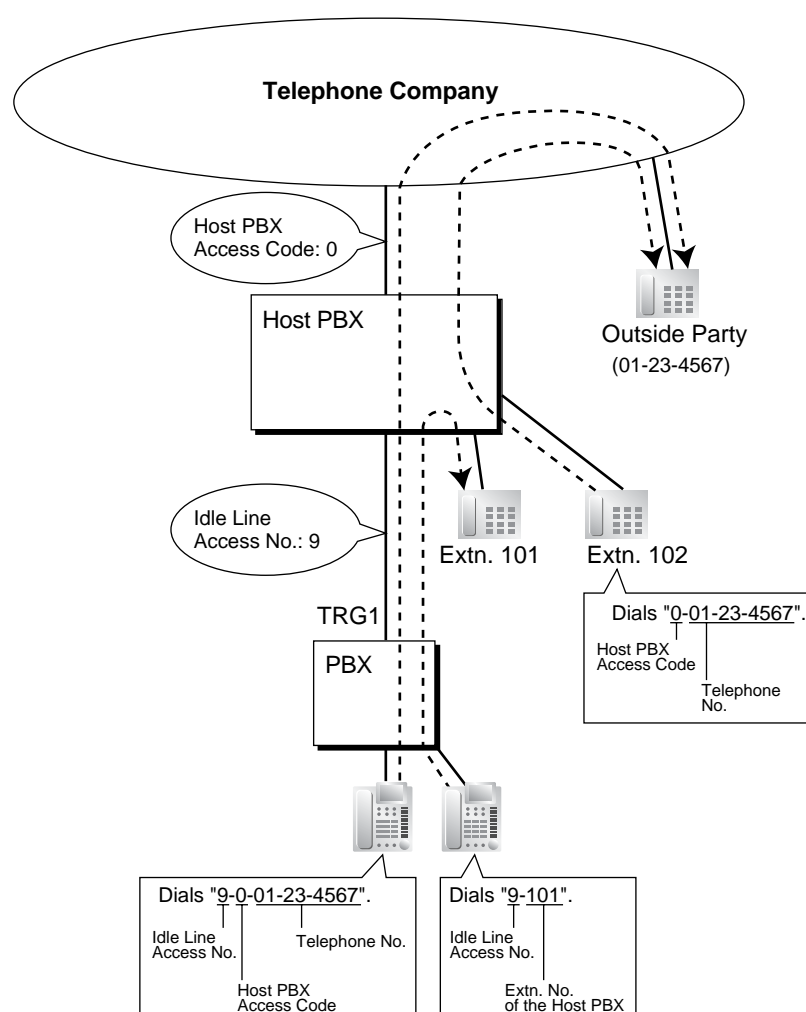 Telephone Company
Host PBX
Access Code: 0
Host PBX
Outside Party
(01-23-4567)
Idle Line
Access No.: 9
Extn. 101
Extn. 102
Dials "0-01-23-4567".
Host PBX
Access Code
Telephone
No.
TRG1
PBX
Dials "9-0-01-23-4567".
Idle Line
Access No.
Telephone No.
Host PBX
Access Code
Dials "9-101".
Idle Line
Access No.
Extn. No.
of the Host PBX